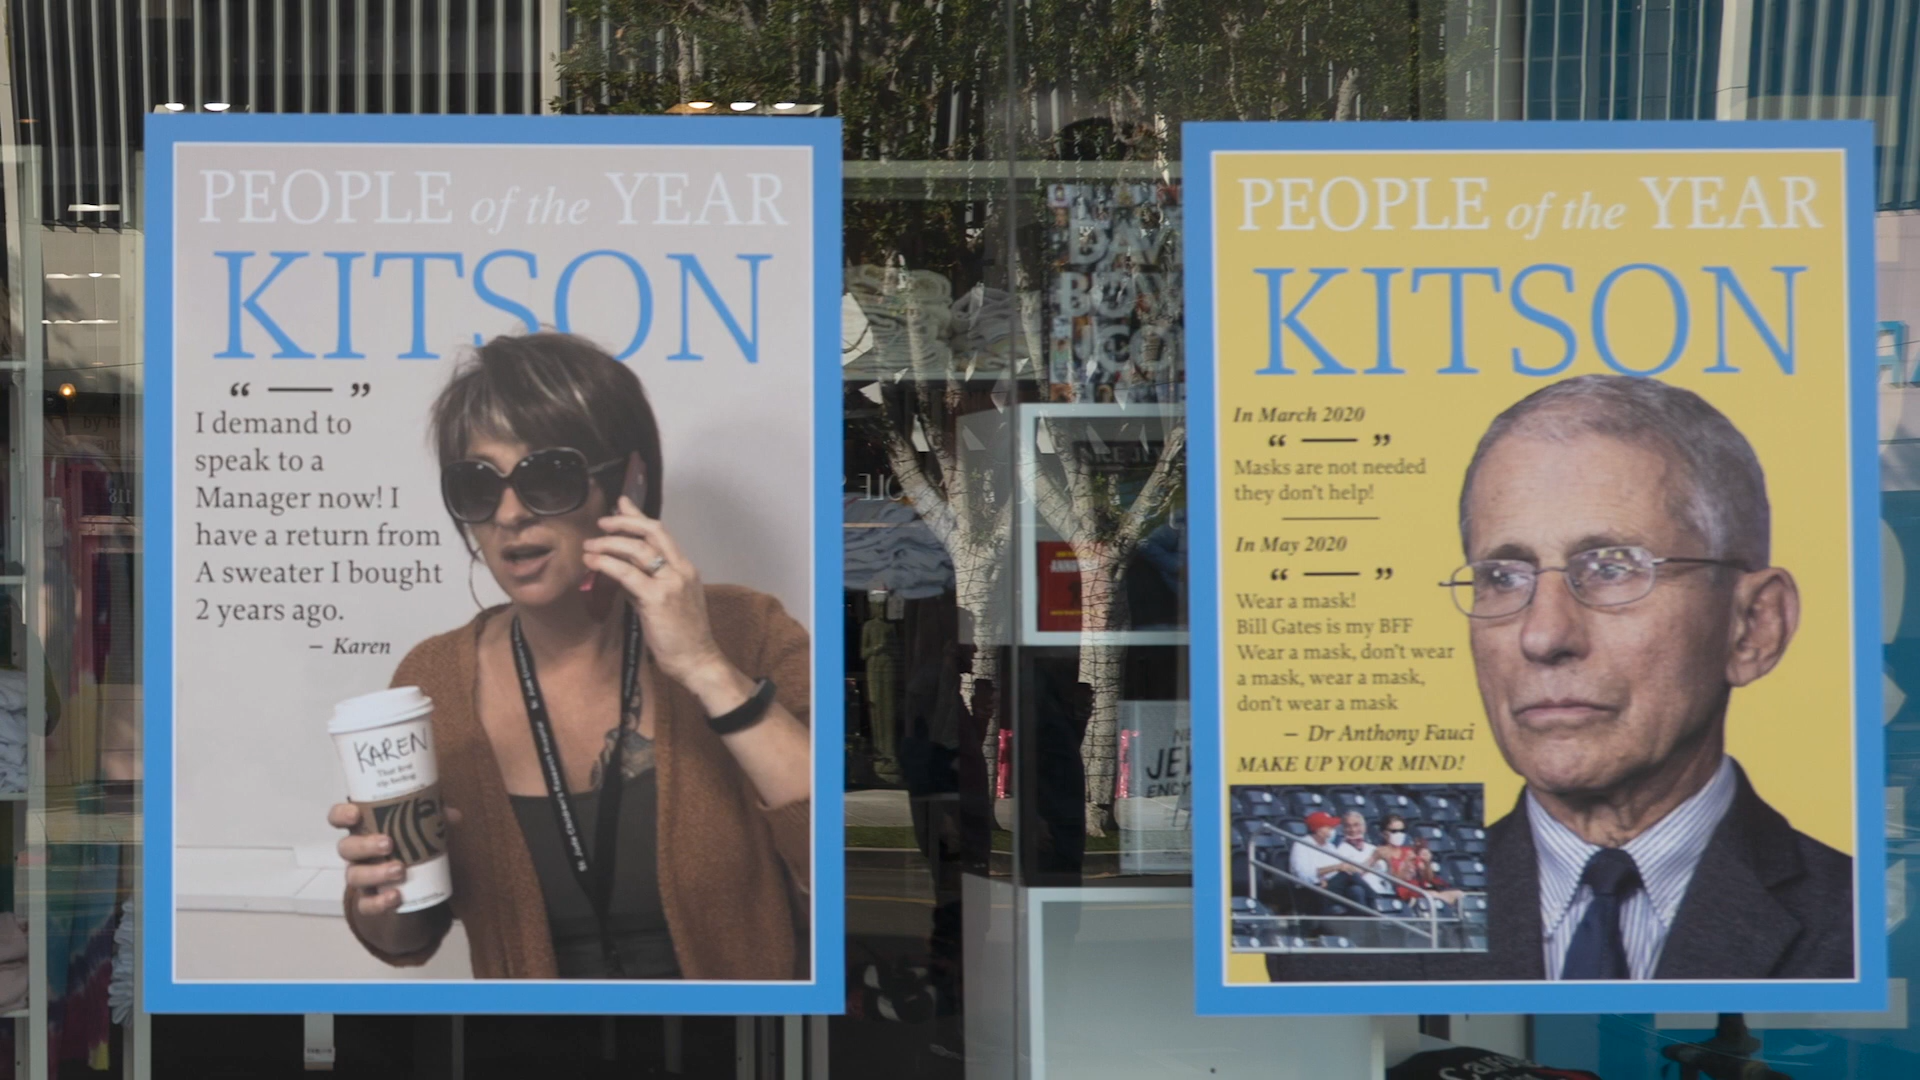 PEOPLE of the YEAR
KITSON
“ — ”
I demand to
speak to a
Manager now! I
have a return from
A sweater I bought
2 years ago.
– Karen
KAREN
PEOPLE of the YEAR
KITSON
In March 2020
“ — ”
Masks are not needed
they don't help!
In May 2020
“ — ”
Wear a mask!
Bill Gates is my BFF
Wear a mask, don't wear
a mask, wear a mask,
don't wear a mask
– Dr Anthony Fauci
MAKE UP YOUR MIND!